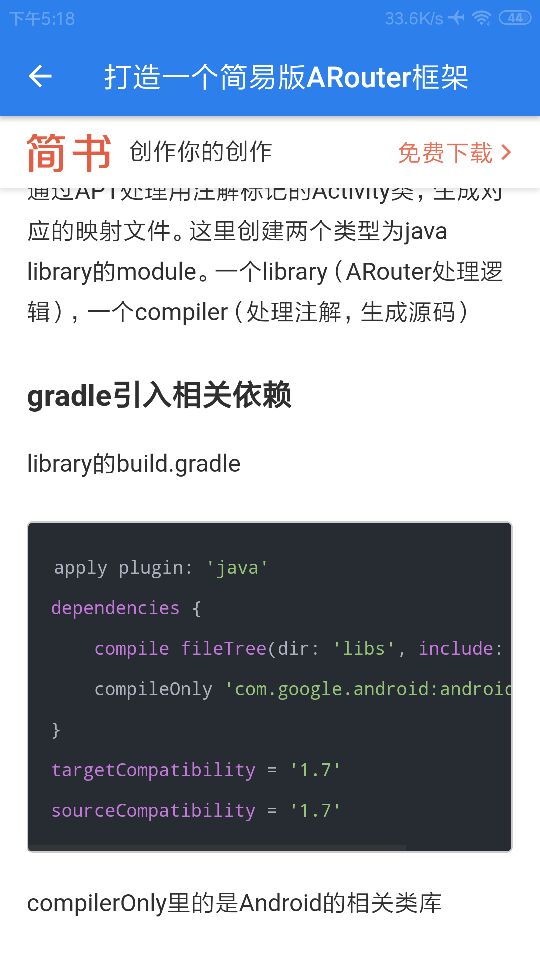 下午5:18
33.6K/s
44
打造一个简易版ARouter框架
简书 创作你的创作 免费下载
通过APT处理用注解标记的Activity类，生成对
应的映射文件。这里创建两个类型为java
library的module。一个library（ARouter处理逻
辑），一个compiler（处理注解，生成源码）
gradle引入相关依赖
library的build.gradle
apply plugin: 'java'
dependencies {
compile fileTree(dir: 'libs', include:
compileOnly 'com.google.android:android
}
targetCompatibility = '1.7'
sourceCompatibility = '1.7'
compilerOnly里的是Android的相关类库